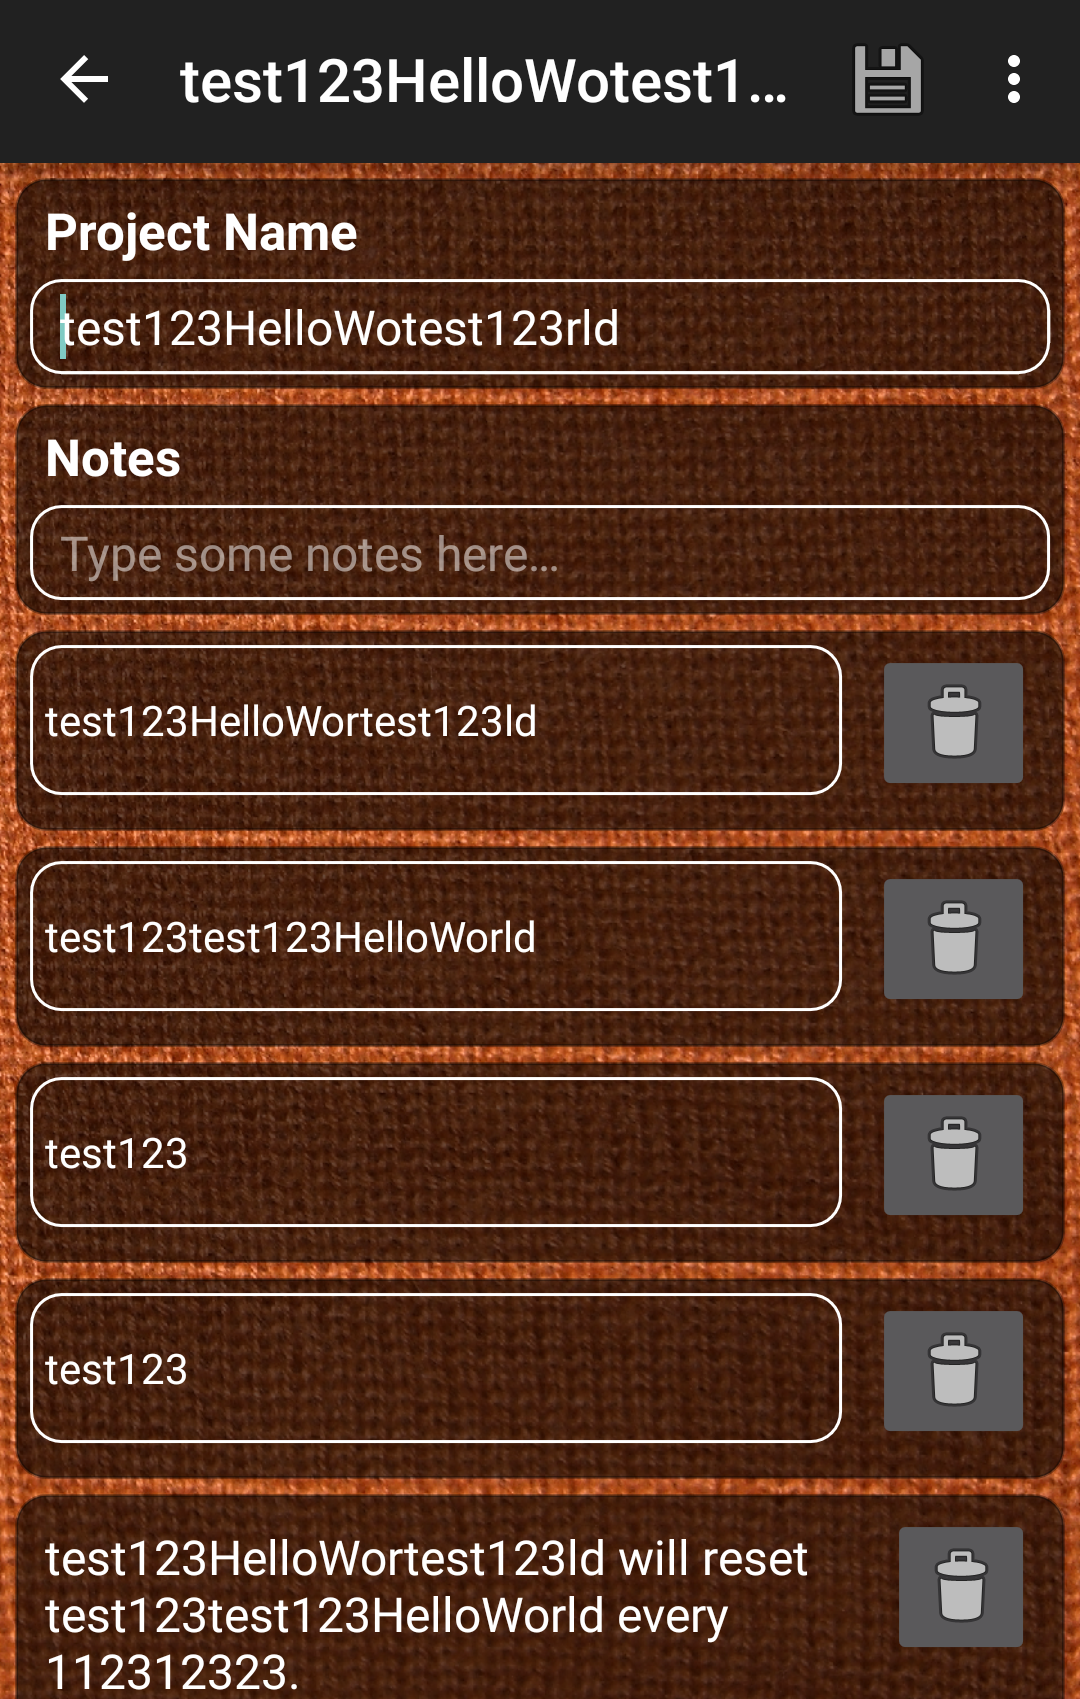 test123HelloWotest1...
Project Name
test123HelloWotest123rld
Notes
Type some notes here...
test123HelloWortest123ld
test123test123HelloWorld
test123
test123
test123HelloWortest123ld will reset
test123test123HelloWorld every
112312323.